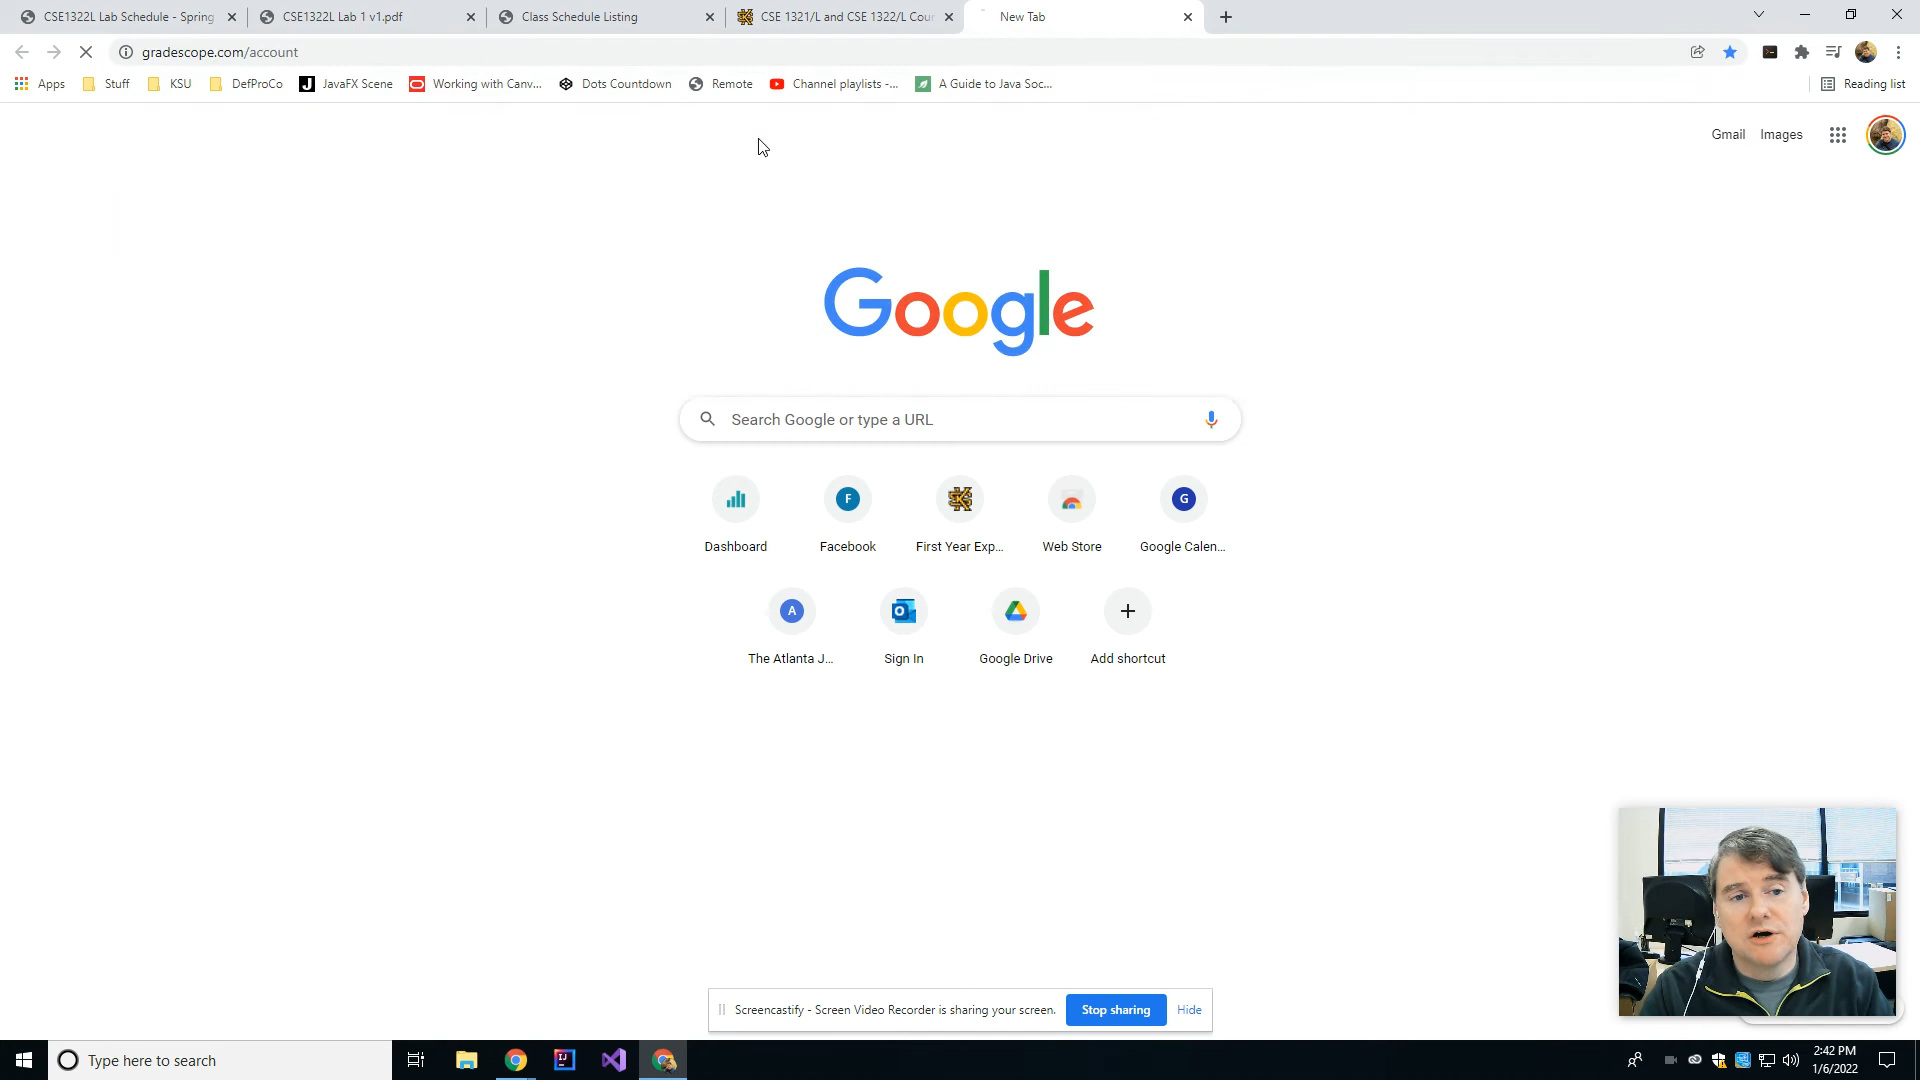 CSE1322L Lab Schedule - Spring
CSE1322L Lab 1 v1.pdf
Class Schedule Listing
CSE 1321/L and CSE 1322/L Cour
New Tab
gradescope.com/account
Apps
Stuff
KSU
DefProCo
JavaFX Scene
Working with Canv...
Dots Countdown
Remote
Channel playlists -...
A Guide to Java Soc...
Reading list
Gmail
Images
Google
Search Google or type a URL
Dashboard
F
Facebook
First Year Exp...
Web Store
G
Google Calen...
A
The Atlanta J...
Sign In
Google Drive
Add shortcut
Screencastify - Screen Video Recorder is sharing your screen.
Stop sharing
Hide
Type here to search
2:42 PM
1/6/2022